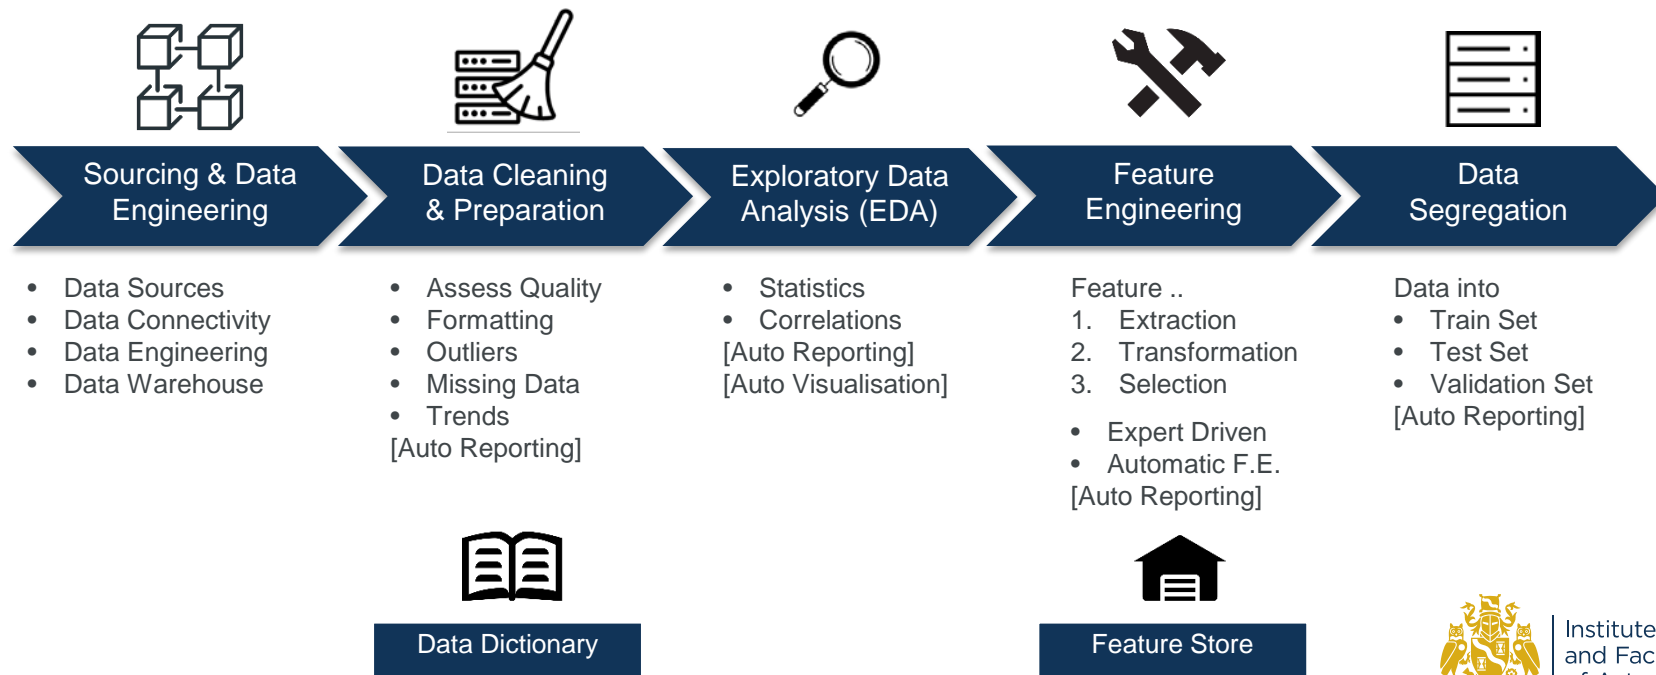 Sourcing & Data
Engineering
Data Cleaning
& Preparation
Exploratory Data
Analysis (EDA)
Feature
Engineering
Data
Segregation
• Data Sources
• Data Connectivity
• Data Engineering
• Data Warehouse
• Assess Quality
• Formatting
• Outliers
• Missing Data
• Trends
[Auto Reporting]
• Statistics
• Correlations
[Auto Reporting]
[Auto Visualisation]
Feature ..
1. Extraction
2. Transformation
3. Selection
• Expert Driven
• Automatic F.E.
[Auto Reporting]
Data into
• Train Set
• Test Set
• Validation Set
[Auto Reporting]
Data Dictionary
Feature Store
Institute
and Fac